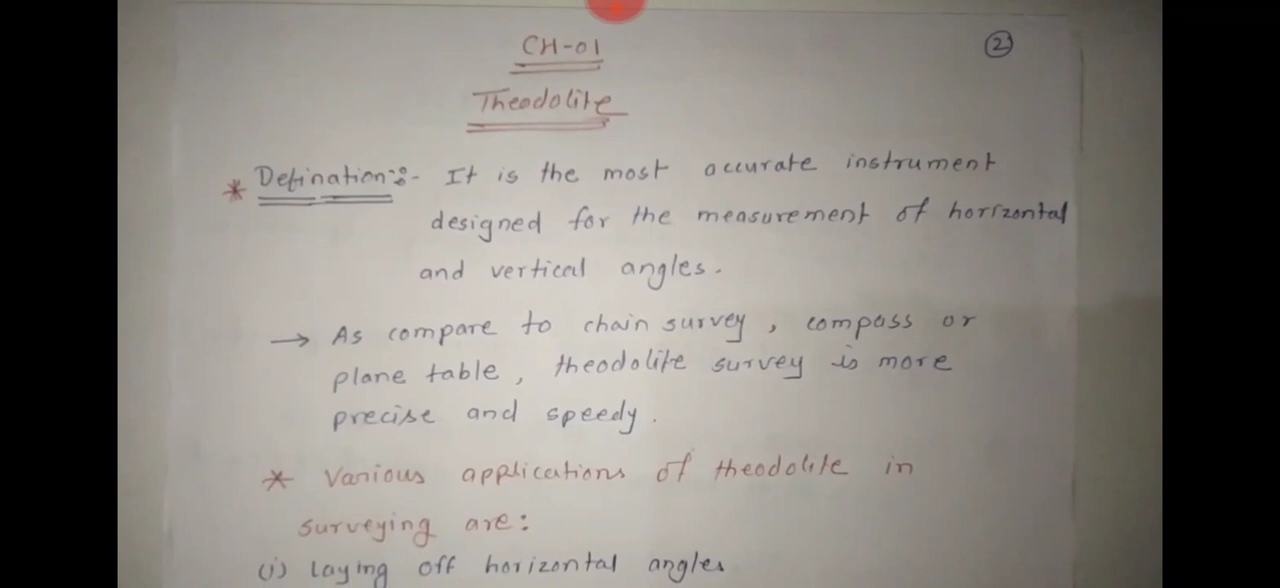 CH-01
2
Theodolite
* Defination:- It is the most accurate instrument
designed for the measurement of horizontal
and vertical angles.
→ As compare to chain survey, compass or
plane table, theodolite survey is more
precise and speedy.
* Various applications of theodolite in
surveying are:
(i) Laying off horizontal angles